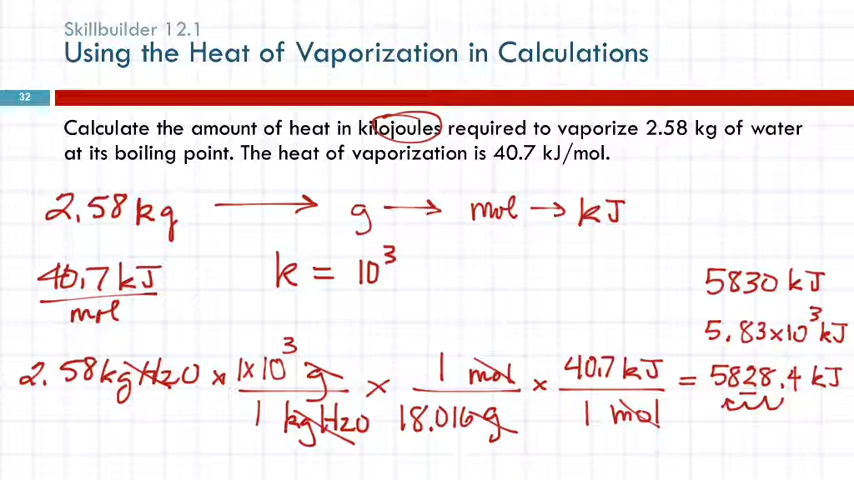 Skillbuilder 12.1
Using the Heat of Vaporization in Calculations
32
Calculate the amount of heat in kilojoules required to vaporize 2.58 kg of water
at its boiling point. The heat of vaporization is 40.7 kJ/mol.
2.58 kg → g → mol → kJ
40.7 kJ
mol
k = 10³
5830 kJ
5.83×10³ kJ
2.58 kg H2O × 1×10³ g / 1 kg H2O × 1 mol / 18.016 g × 40.7 kJ / 1 mol = 5828.4 kJ